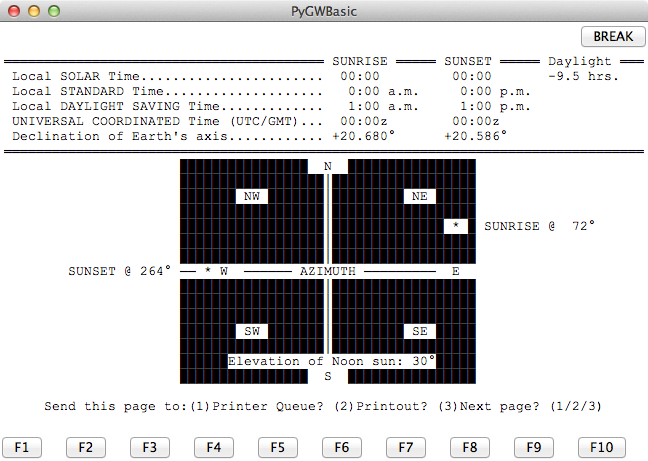 PyGWBasic
BREAK
SUNRISE SUNSET Daylight
Local SOLAR Time....................... 00:00 00:00 -9.5 hrs.
Local STANDARD Time.................... 0:00 a.m. 0:00 p.m.
Local DAYLIGHT SAVING Time............. 1:00 a.m. 1:00 p.m.
UNIVERSAL COORDINATED Time (UTC/GMT)... 00:00z 00:00z
Declination of Earth's axis............ +20.680° +20.586°
N
NW NE
* SUNRISE @ 72°
SUNSET @ 264° * W AZIMUTH E
SW SE
Elevation of Noon sun: 30°
S
Send this page to:(1)Printer Queue? (2)Printout? (3)Next page? (1/2/3)
F1 F2 F3 F4 F5 F6 F7 F8 F9 F10